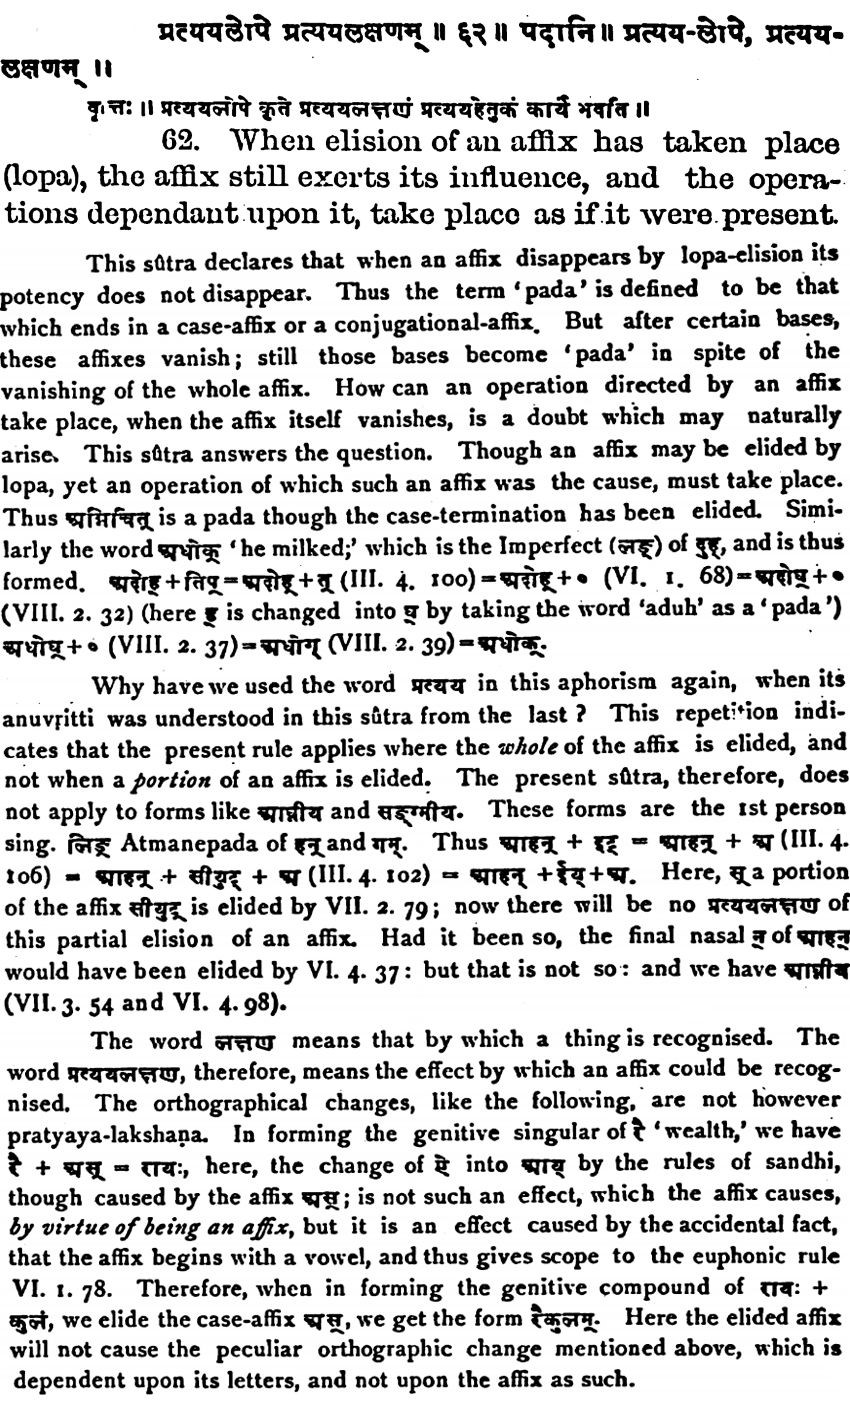 प्रत्ययलोपे प्रत्ययलक्षणम् ॥ ६२ ॥ पदानि ॥ प्रत्यय-लोपे, प्रत्यय-
लक्षणम् ॥
वृत्तिः ॥ प्रत्ययलोपे कृते प्रत्ययलक्षणं प्रत्ययहेतुकं कार्यं भवति ॥
62. When elision of an affix has taken place
(lopa), the affix still exerts its influence, and the opera-
tions dependant upon it, take place as if it were present.
This sûtra declares that when an affix disappears by lopa-elision its
potency does not disappear. Thus the term 'pada' is defined to be that
which ends in a case-affix or a conjugational-affix. But after certain bases,
these affixes vanish; still those bases become 'pada' in spite of the
vanishing of the whole affix. How can an operation directed by an affix
take place, when the affix itself vanishes, is a doubt which may naturally
arise. This sûtra answers the question. Though an affix may be elided by
lopa, yet an operation of which such an affix was the cause, must take place.
Thus अग्निचित् is a pada though the case-termination has been elided. Simi-
larly the word अधोक् 'he milked;' which is the Imperfect (लङ्) of दुह्, and is thus
formed. अदोह्+तिप्=अदोह्+त् (III. 4. 100)=अदोह्+० (VI. 1. 68)=अदोघ्+०
(VIII. 2. 32) (here ह् is changed into घ् by taking the word 'aduh' as a 'pada')
अधोघ्+० (VIII. 2. 37)=अधोग् (VIII. 2. 39)=अधोक्.
Why have we used the word प्रत्यय in this aphorism again, when its
anuvṛitti was understood in this sûtra from the last? This repetition indi-
cates that the present rule applies where the whole of the affix is elided, and
not when a portion of an affix is elided. The present sûtra, therefore, does
not apply to forms like आघ्नीय and सङ्ग्मीय. These forms are the 1st person
sing. लिङ् Atmanepada of हन् and गम्. Thus आहन् + इट् = आहन् + अ (III. 4.
106) = आहन् + सीयुट् + अ (III. 4. 102) = आहन् +ईय्+अ. Here, स् a portion
of the affix सीयुट् is elided by VII. 2. 79; now there will be no प्रत्ययलक्षण of
this partial elision of an affix. Had it been so, the final nasal न् of आहन्
would have been elided by VI. 4. 37: but that is not so: and we have आघ्नीय
(VII. 3. 54 and VI. 4. 98).
The word लक्षण means that by which a thing is recognised. The
word प्रत्ययलक्षण, therefore, means the effect by which an affix could be recog-
nised. The orthographical changes, like the following, are not however
pratyaya-lakshaṇa. In forming the genitive singular of रै 'wealth,' we have
रै + अस् = रायः, here, the change of ऐ into आय् by the rules of sandhi,
though caused by the affix अस्; is not such an effect, which the affix causes,
by virtue of being an affix, but it is an effect caused by the accidental fact,
that the affix begins with a vowel, and thus gives scope to the euphonic rule
VI. 1. 78. Therefore, when in forming the genitive compound of रायः +
कुलं, we elide the case-affix अस्, we get the form रैकुलम्. Here the elided affix
will not cause the peculiar orthographic change mentioned above, which is
dependent upon its letters, and not upon the affix as such.